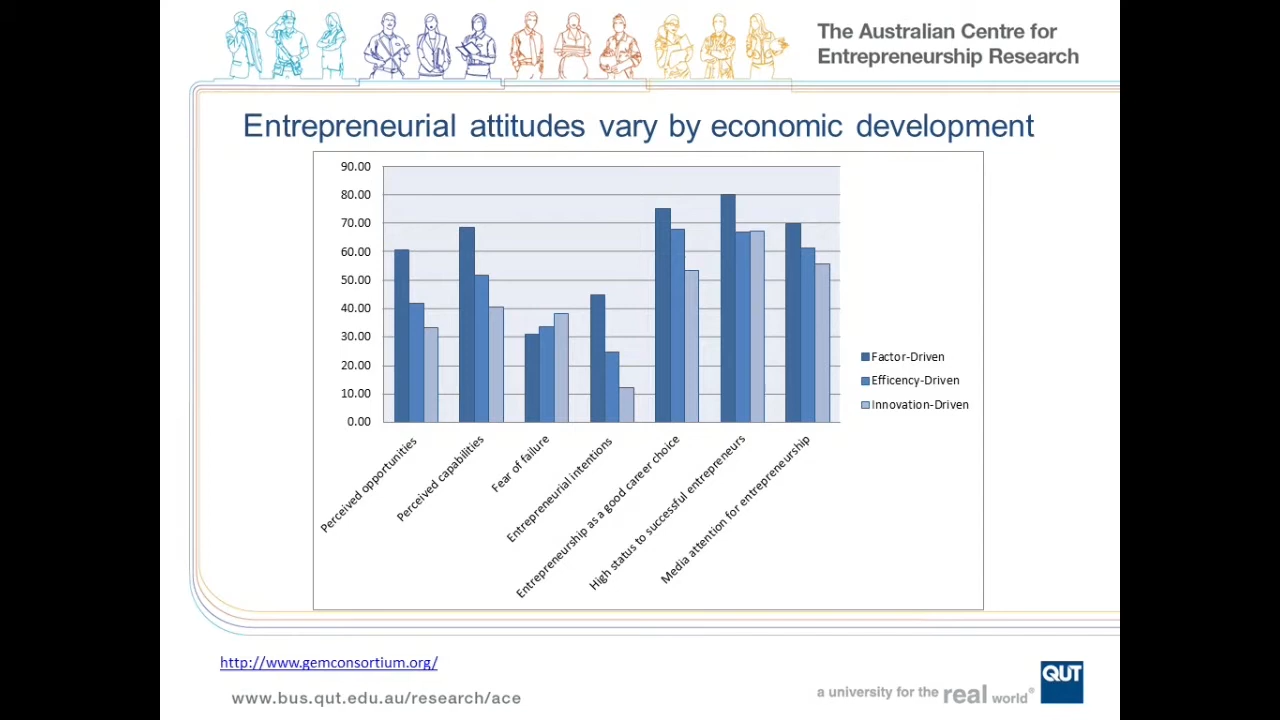 The Australian Centre for
Entrepreneurship Research
Entrepreneurial attitudes vary by economic development
90.00
80.00
70.00
60.00
50.00
40.00
30.00
20.00
10.00
0.00
Factor-Driven
Efficency-Driven
Innovation-Driven
Perceived opportunities
Perceived capabilities
Fear of failure
Entrepreneurial intentions
Entrepreneurship as a good career choice
High status to successful entrepreneurs
Media attention for entrepreneurship
http://www.gemconsortium.org/
www.bus.qut.edu.au/research/ace
a university for the real world®
QUT